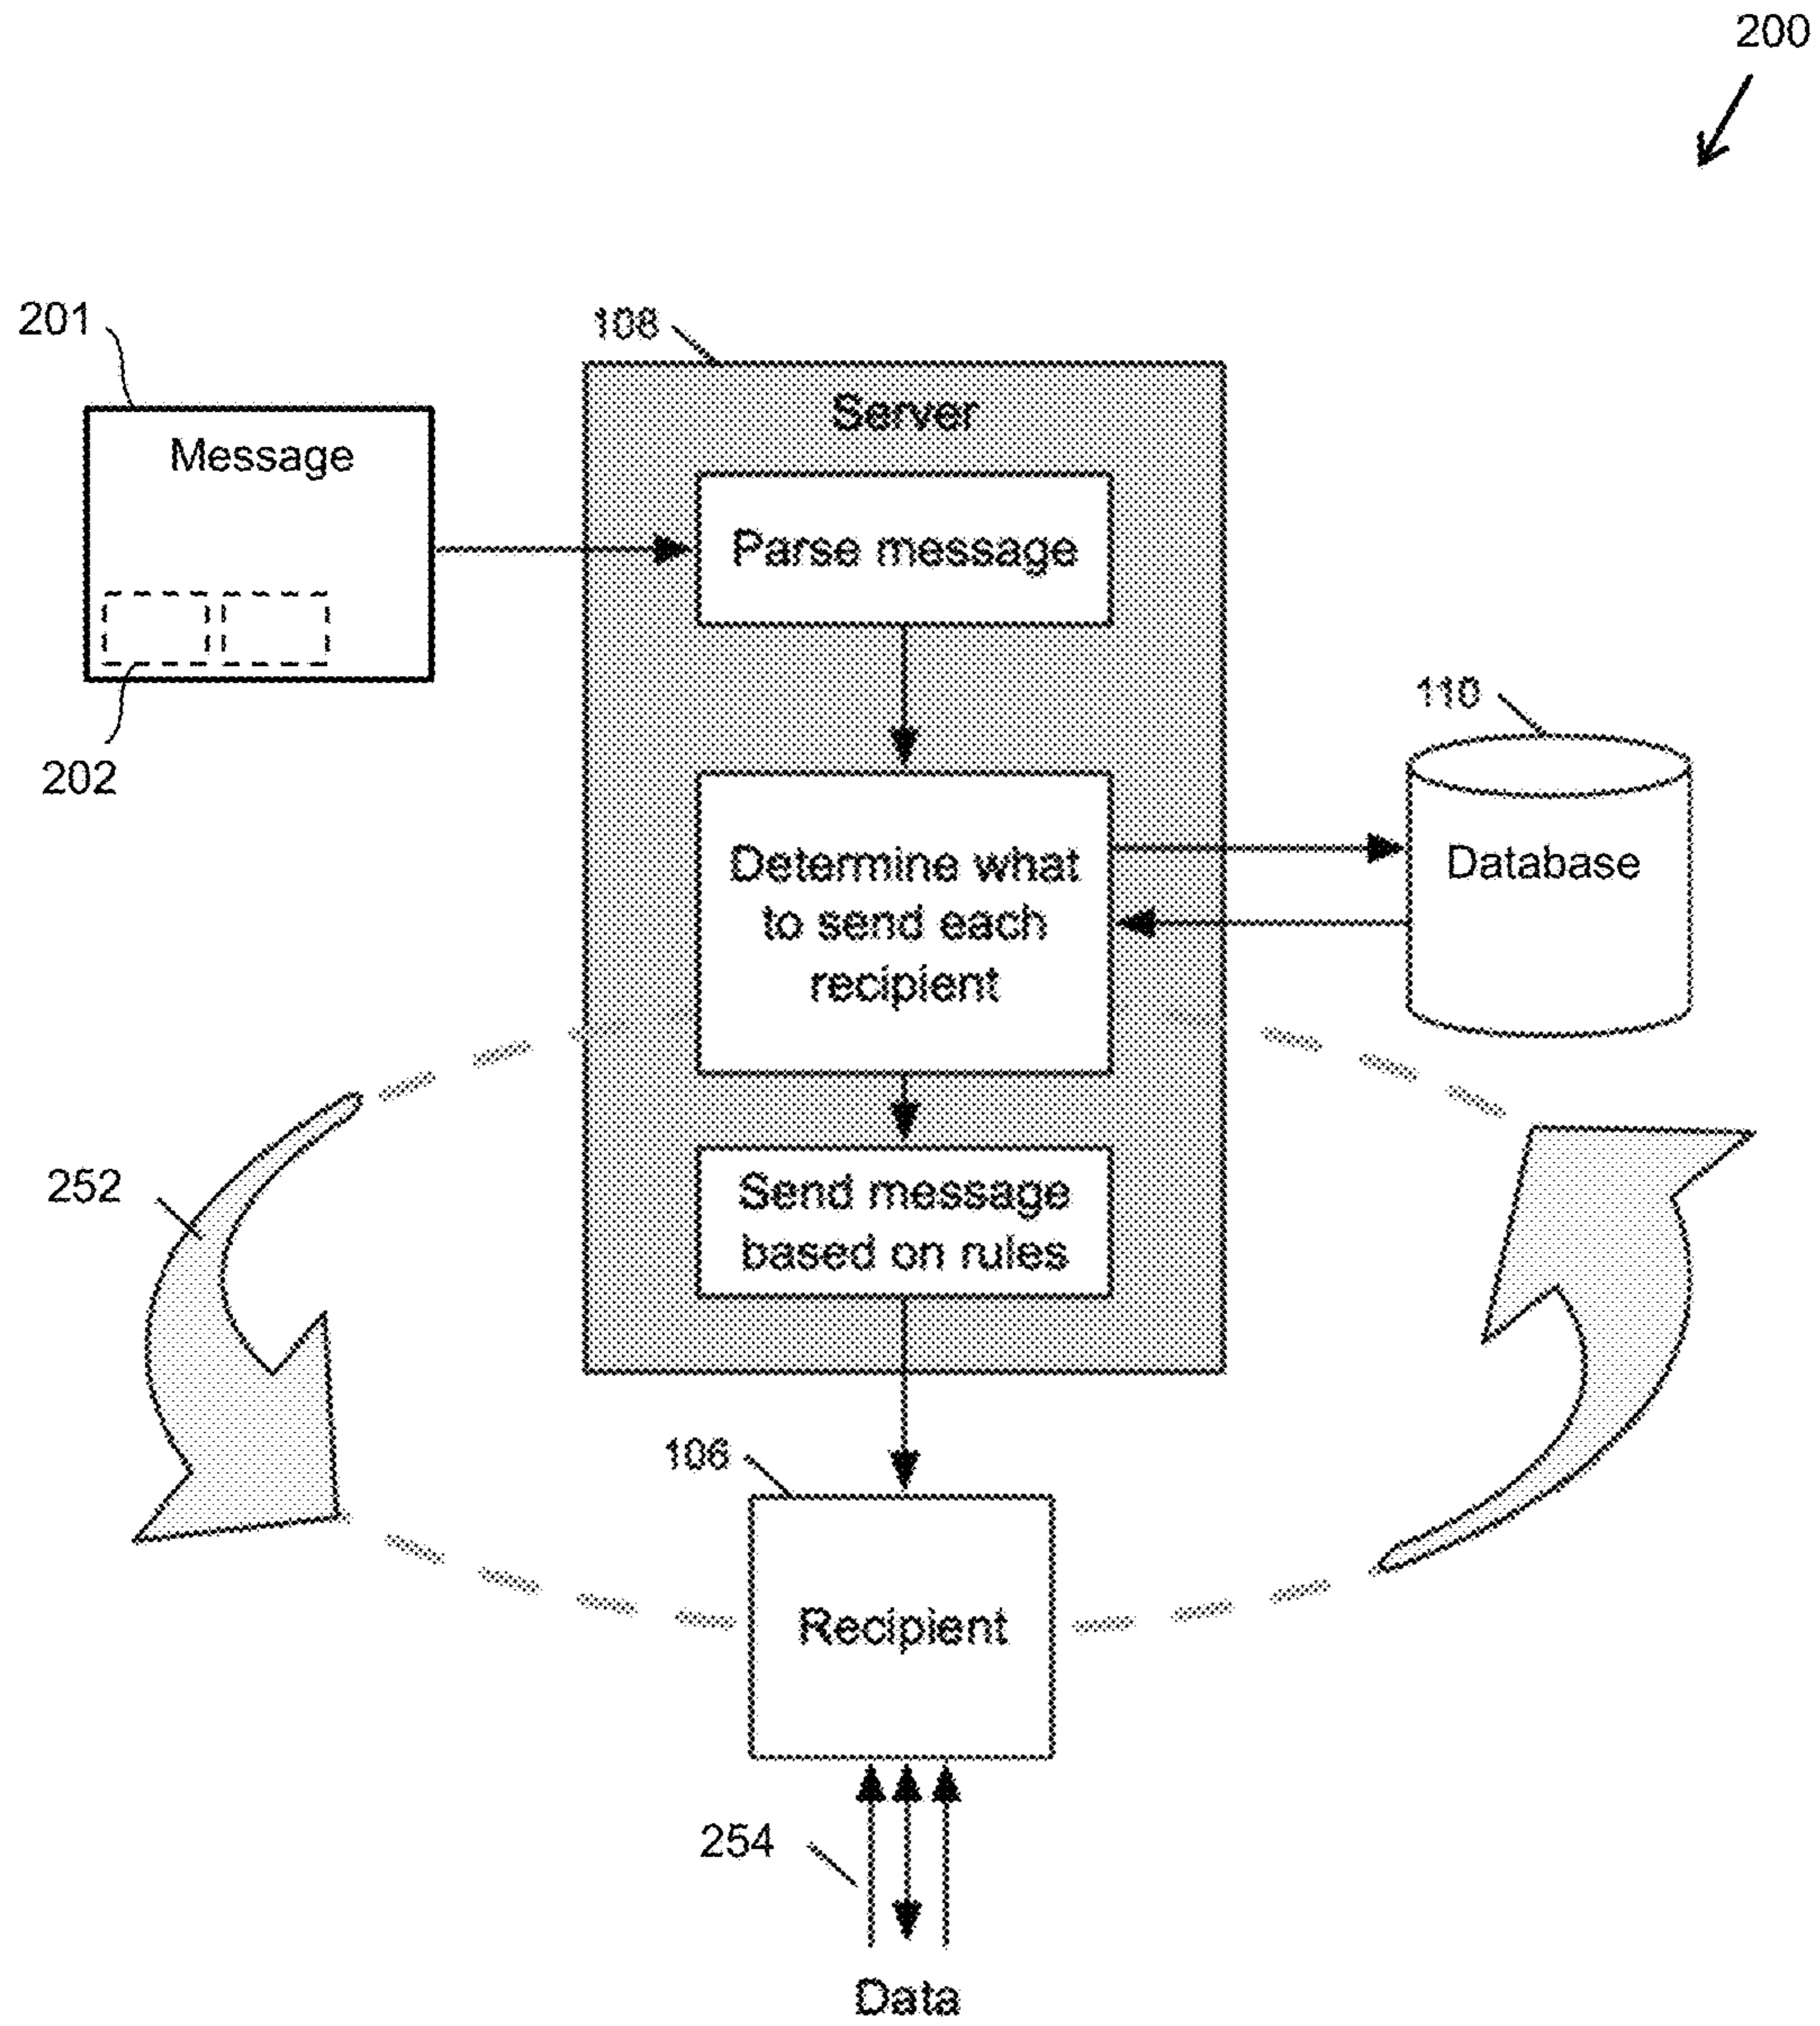 200
201
108
Server
Message
Parse message
202
110
Determine what
to send each
recipient
Database
252
Send message
based on rules
106
Recipient
254
Data